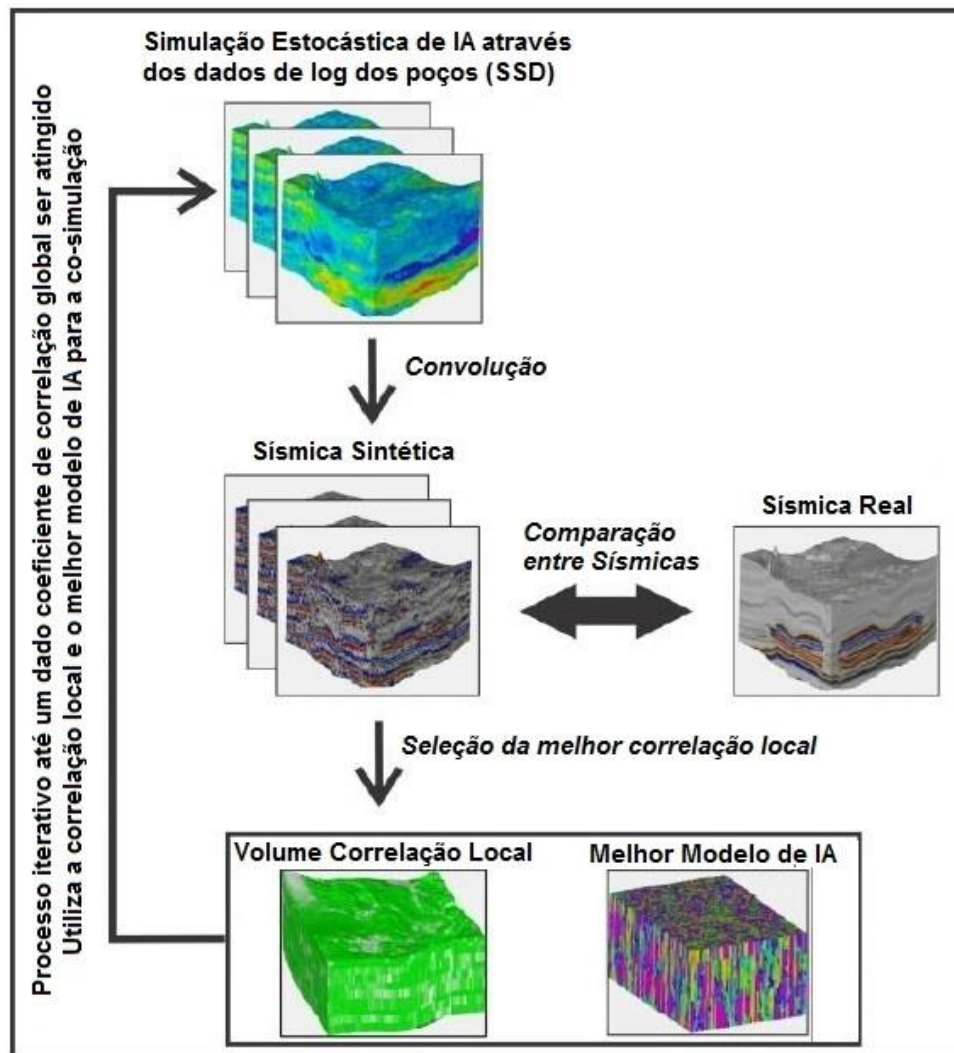 Simulação Estocástica de IA através
dos dados de log dos poços (SSD)
Processo iterativo até um dado coeficiente de correlação global ser atingido
Utiliza a correlação local e o melhor modelo de IA para a co-simulação
Convolução
Sísmica Sintética
Sísmica Real
Comparação
entre Sísmicas
Seleção da melhor correlação local
Volume Correlação Local
Melhor Modelo de IA